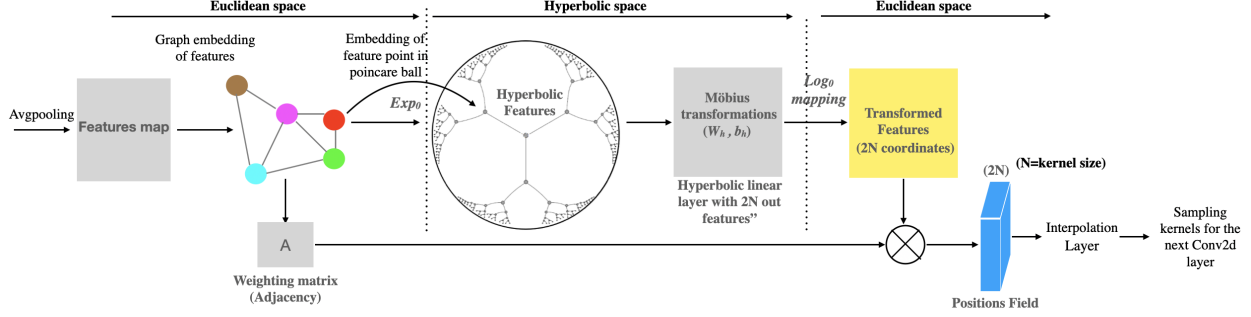 Euclidean space
Hyperbolic space
Euclidean space
Graph embedding
of features
Embedding of
feature point in
poincare ball
Avgpooling
Features map
Exp₀
Hyperbolic
Features
Möbius
transformations
(Wₕ , bₕ)
Hyperbolic linear
layer with 2N out
features”
Log₀
mapping
Transformed
Features
(2N coordinates)
(2N)
(N=kernel size)
A
Weighting matrix
(Adjacency)
Positions Field
Interpolation
Layer
Sampling
kernels for the
next Conv2d
layer